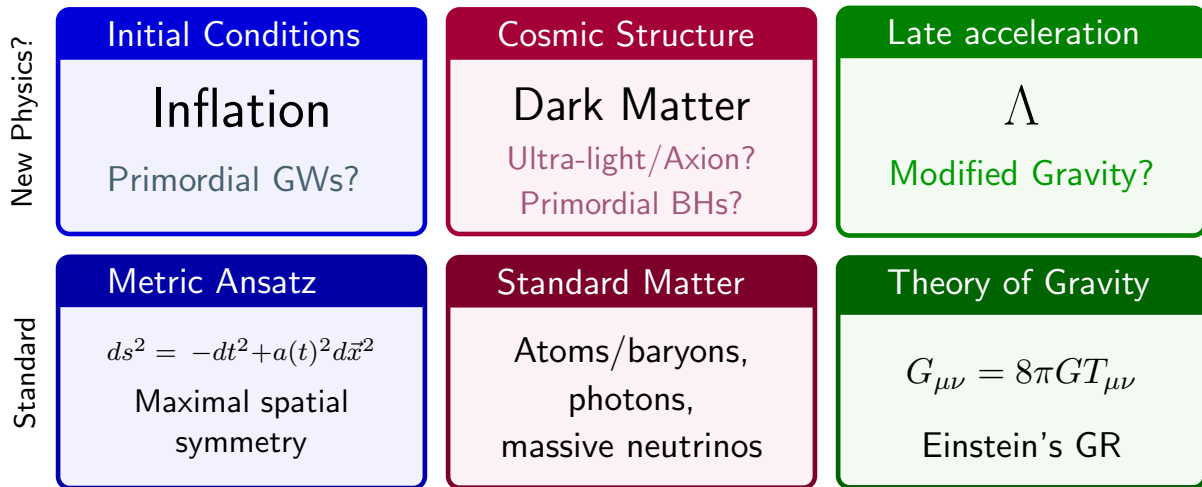 New Physics?
Initial Conditions
Inflation
Primordial GWs?
Cosmic Structure
Dark Matter
Ultra-light/Axion?
Primordial BHs?
Late acceleration
Λ
Modified Gravity?
Standard
Metric Ansatz
ds² = −dt²+a(t)²dx⃗²
Maximal spatial
symmetry
Standard Matter
Atoms/baryons,
photons,
massive neutrinos
Theory of Gravity
Gμν = 8πGTμν
Einstein's GR